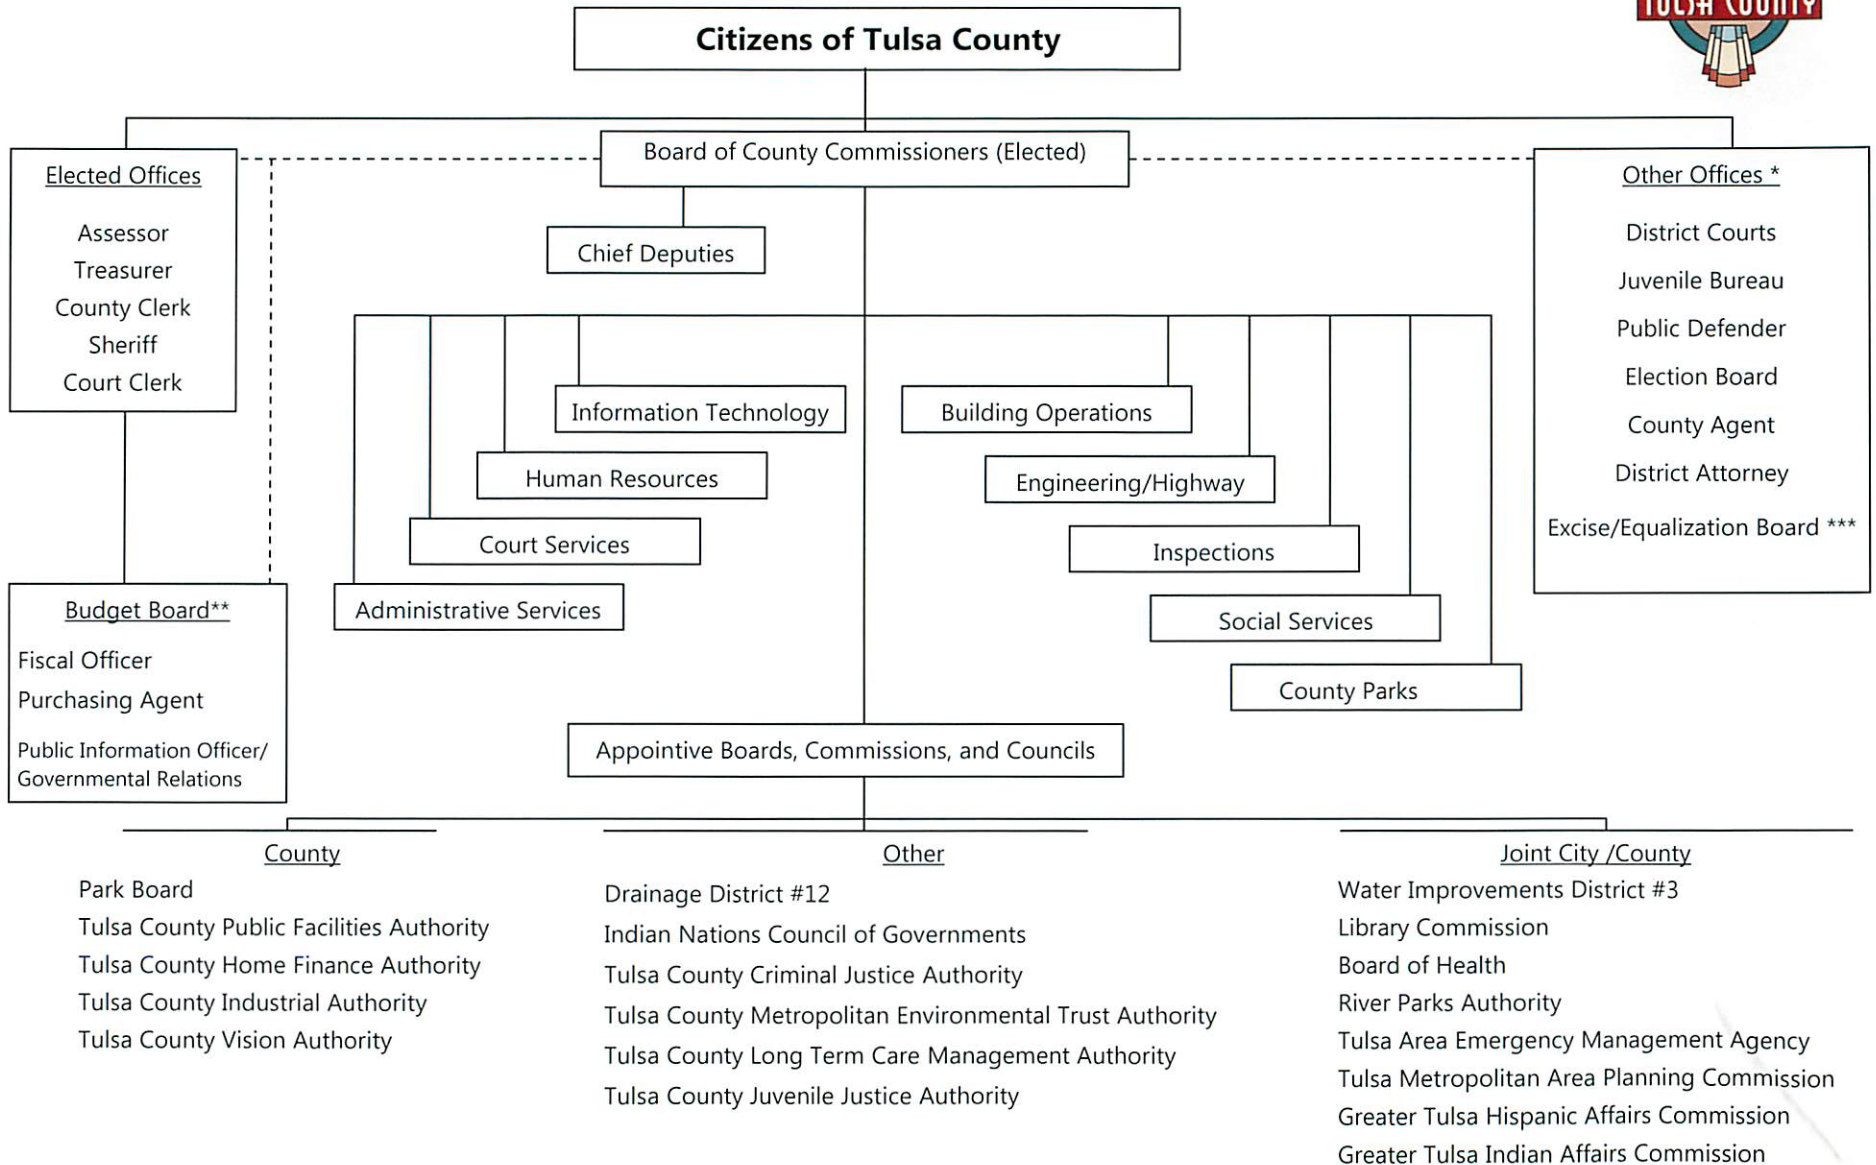 TULSA COUNTY
Citizens of Tulsa County
Board of County Commissioners (Elected)
Elected Offices
Assessor
Treasurer
County Clerk
Sheriff
Court Clerk
Other Offices *
District Courts
Juvenile Bureau
Public Defender
Election Board
County Agent
District Attorney
Excise/Equalization Board ***
Chief Deputies
Information Technology
Human Resources
Court Services
Administrative Services
Building Operations
Engineering/Highway
Inspections
Social Services
County Parks
Budget Board**
Fiscal Officer
Purchasing Agent
Public Information Officer/
Governmental Relations
Appointive Boards, Commissions, and Councils
County
Park Board
Tulsa County Public Facilities Authority
Tulsa County Home Finance Authority
Tulsa County Industrial Authority
Tulsa County Vision Authority
Other
Drainage District #12
Indian Nations Council of Governments
Tulsa County Criminal Justice Authority
Tulsa County Metropolitan Environmental Trust Authority
Tulsa County Long Term Care Management Authority
Tulsa County Juvenile Justice Authority
Joint City /County
Water Improvements District #3
Library Commission
Board of Health
River Parks Authority
Tulsa Area Emergency Management Agency
Tulsa Metropolitan Area Planning Commission
Greater Tulsa Hispanic Affairs Commission
Greater Tulsa Indian Affairs Commission